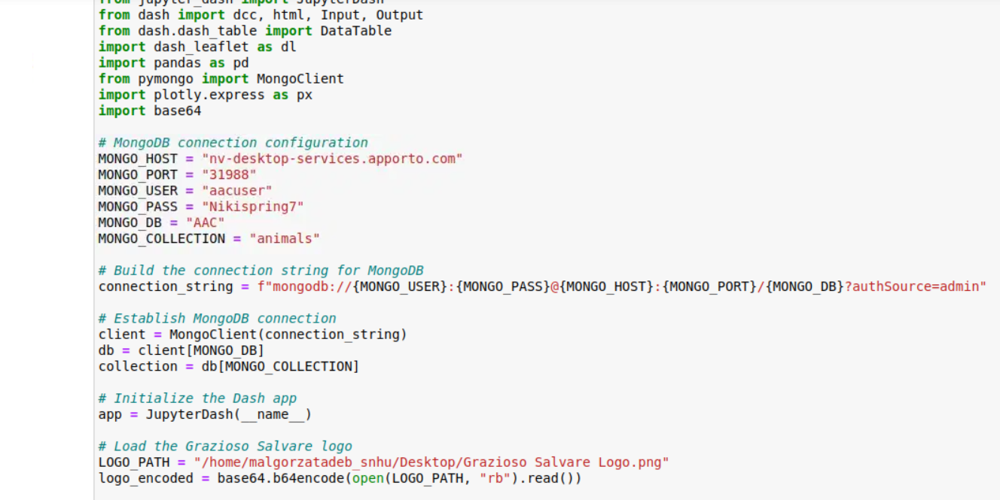 from jupyter_dash import JupyterDash
from dash import dcc, html, Input, Output
from dash.dash_table import DataTable
import dash_leaflet as dl
import pandas as pd
from pymongo import MongoClient
import plotly.express as px
import base64
# MongoDB connection configuration
MONGO_HOST = "nv-desktop-services.apporto.com"
MONGO_PORT = "31988"
MONGO_USER = "aacuser"
MONGO_PASS = "Nikispring7"
MONGO_DB = "AAC"
MONGO_COLLECTION = "animals"
# Build the connection string for MongoDB
connection_string = f"mongodb://{MONGO_USER}:{MONGO_PASS}@{MONGO_HOST}:{MONGO_PORT}/{MONGO_DB}?authSource=admin"
# Establish MongoDB connection
client = MongoClient(connection_string)
db = client[MONGO_DB]
collection = db[MONGO_COLLECTION]
# Initialize the Dash app
app = JupyterDash(__name__)
# Load the Grazioso Salvare logo
LOGO_PATH = "/home/malgorzatadeb_snhu/Desktop/Grazioso Salvare Logo.png"
logo_encoded = base64.b64encode(open(LOGO_PATH, "rb").read())